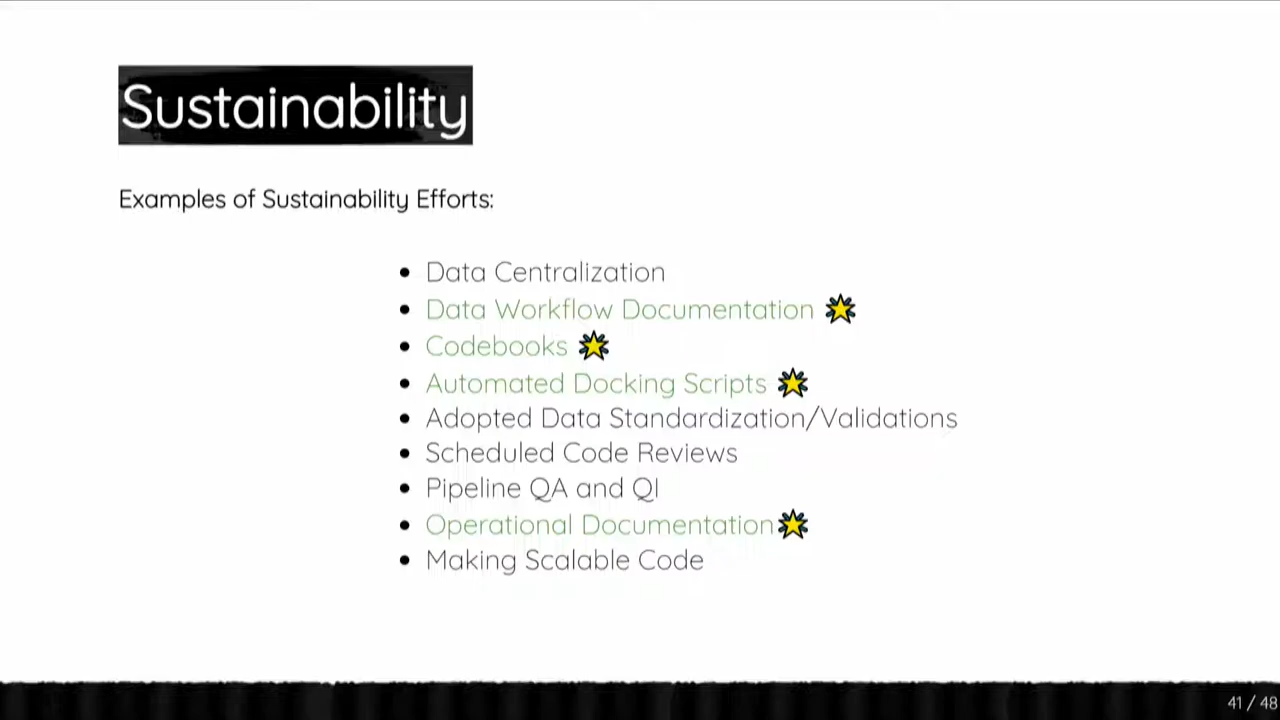 Sustainability
Examples of Sustainability Efforts:
Data Centralization
Data Workflow Documentation
Codebooks
Automated Docking Scripts
Adopted Data Standardization/Validations
Scheduled Code Reviews
Pipeline QA and QI
Operational Documentation
Making Scalable Code
41 / 48